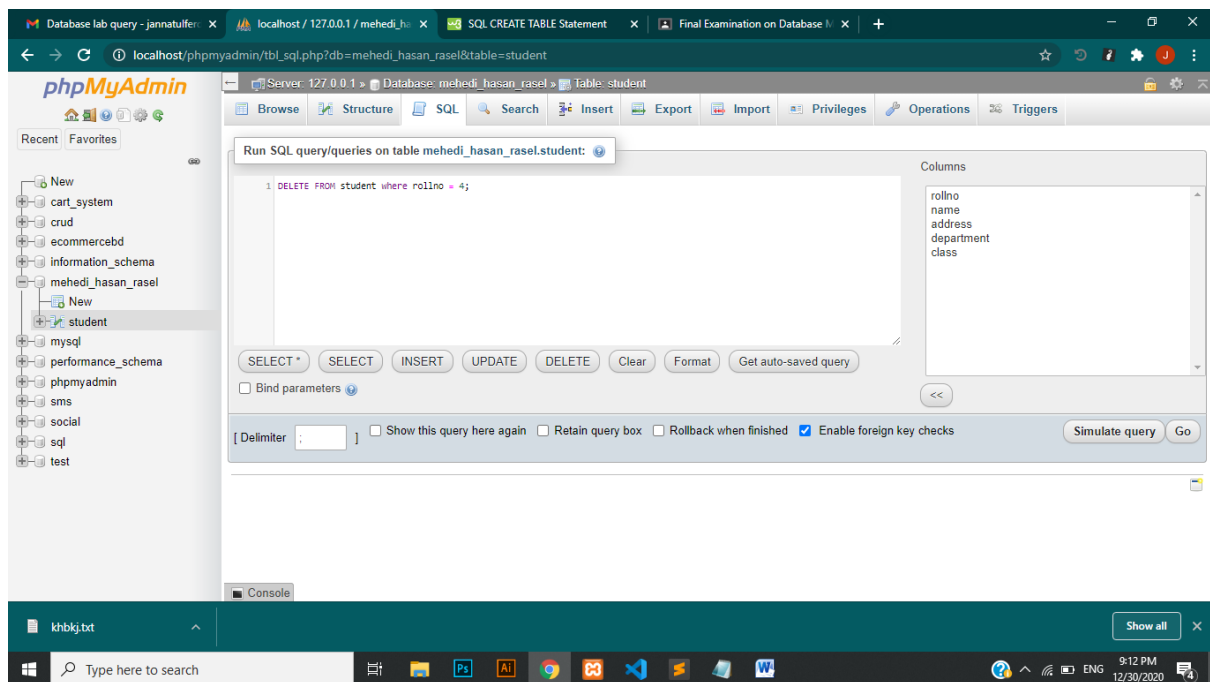 Database lab query - jannatulferd
localhost / 127.0.0.1 / mehedi_ha
SQL CREATE TABLE Statement
Final Examination on Database M
localhost/phpmyadmin/tbl_sql.php?db=mehedi_hasan_rasel&table=student
J
phpMyAdmin
Recent Favorites
New
cart_system
crud
ecommercebd
information_schema
mehedi_hasan_rasel
New
student
mysql
performance_schema
phpmyadmin
sms
social
sql
test
Server: 127.0.0.1 » Database: mehedi_hasan_rasel » Table: student
Browse Structure SQL Search Insert Export Import Privileges Operations Triggers
Run SQL query/queries on table mehedi_hasan_rasel.student:
1 DELETE FROM student where rollno = 4;
Columns
rollno
name
address
department
class
SELECT * SELECT INSERT UPDATE DELETE Clear Format Get auto-saved query
Bind parameters
<<
[ Delimiter ; ] Show this query here again Retain query box Rollback when finished Enable foreign key checks Simulate query Go
Console
khbkj.txt
Show all
Type here to search
Ps
Ai
W
ENG
9:12 PM
12/30/2020
4